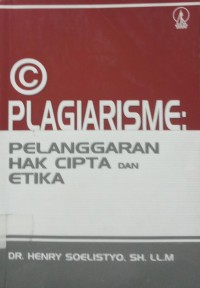 ©
PLAGIARISME:
PELANGGARAN
HAK CIPTA DAN
ETIKA
DR. HENRY SOELISTYO, SH. LL.M